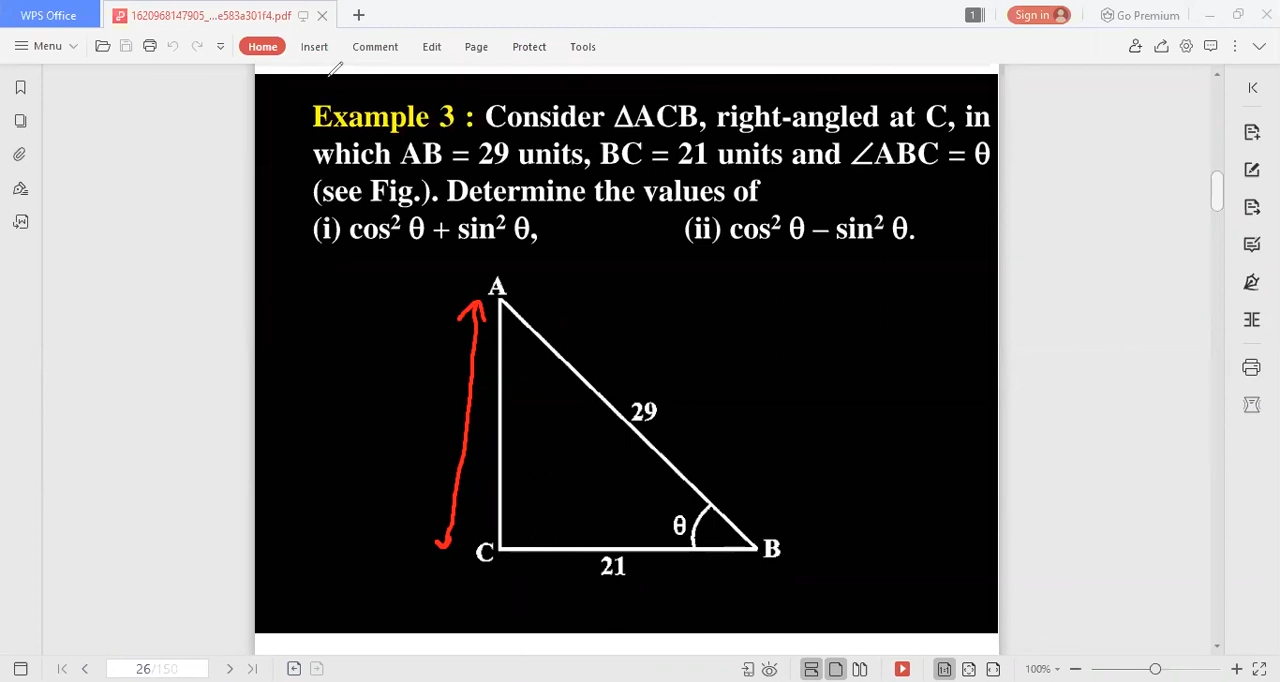 WPS Office
1620968147905_...e583a301f4.pdf
1
Sign in
Go Premium
Menu
Home Insert Comment Edit Page Protect Tools
Example 3 : Consider ΔACB, right-angled at C, in
which AB = 29 units, BC = 21 units and ∠ABC = θ
(see Fig.). Determine the values of
(i) cos² θ + sin² θ, (ii) cos² θ – sin² θ.
A
29
θ
C
B
21
26/150
100%